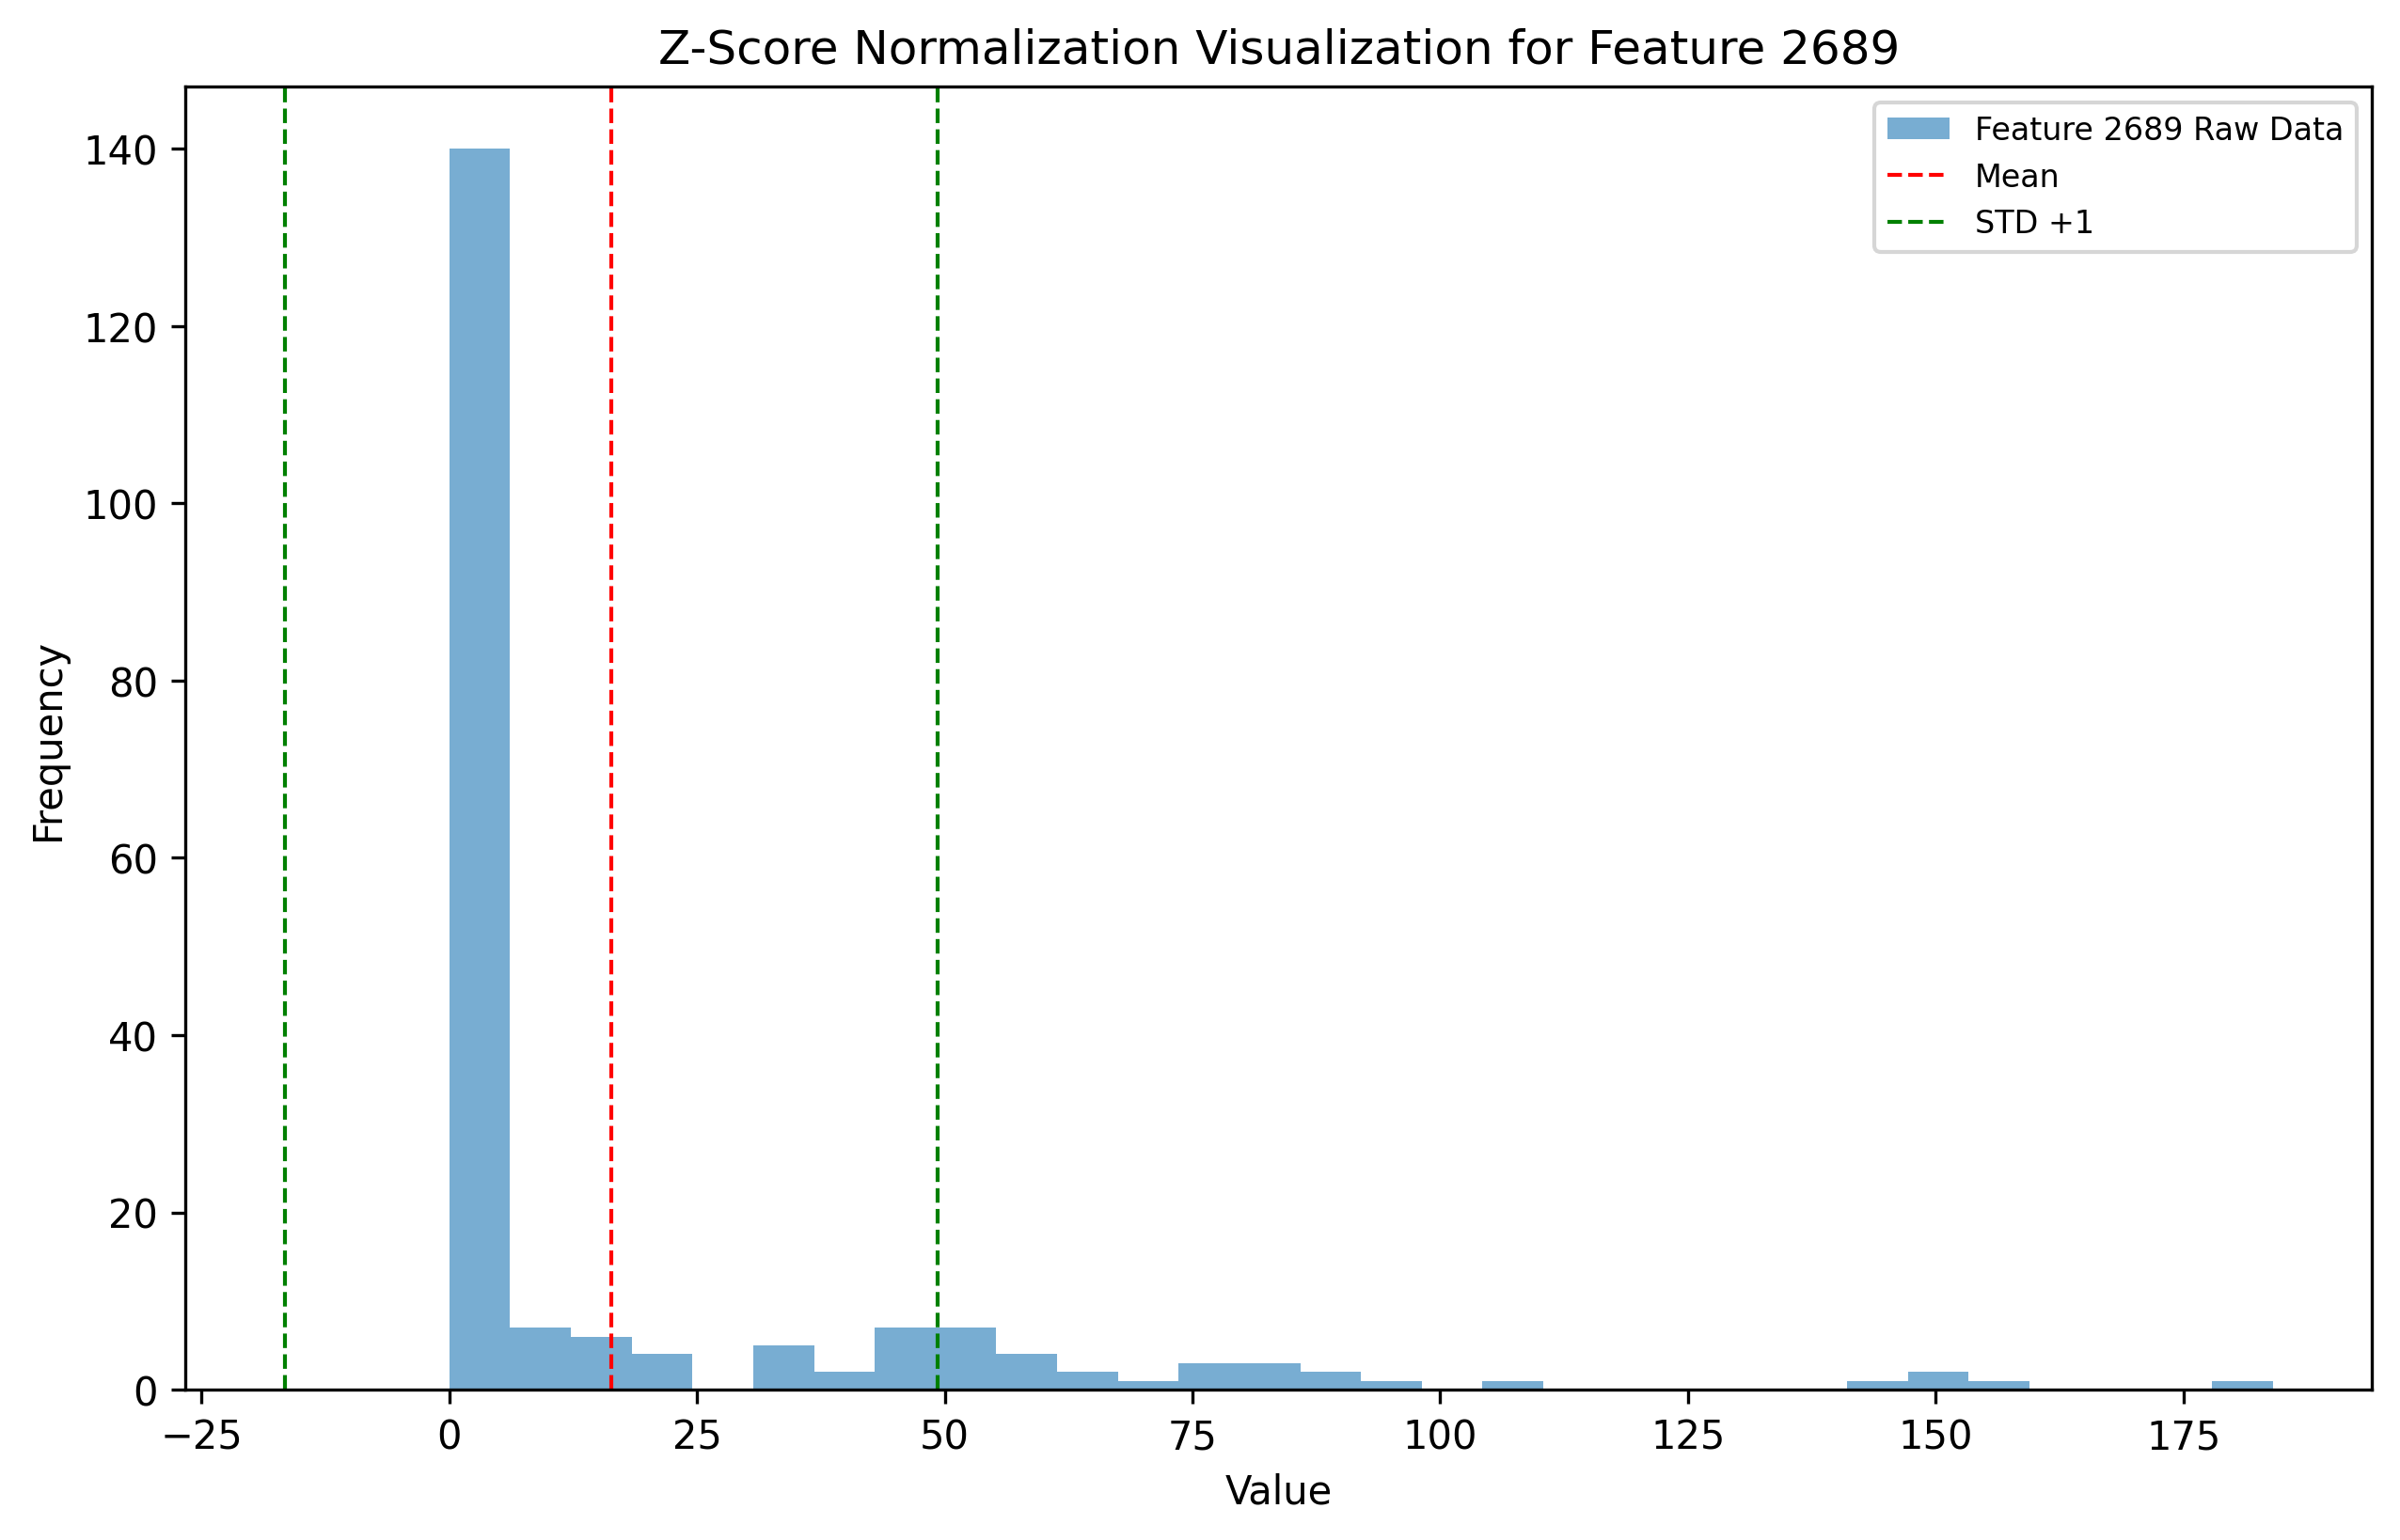 Z-Score Normalization Visualization for Feature 2689
Feature 2689 Raw Data
Mean
STD +1
140
120
100
80
60
40
20
0
Frequency
−25
0
25
50
75
100
125
150
175
Value